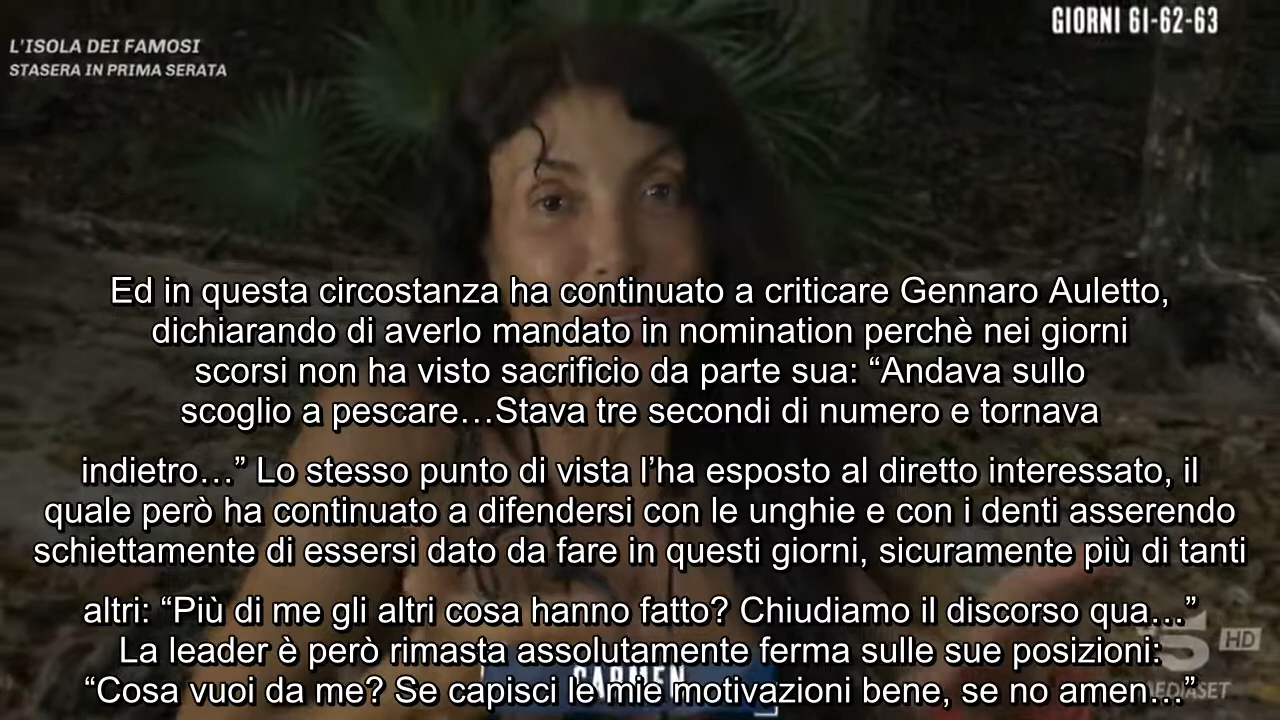 GIORNI 61-62-63
L'ISOLA DEI FAMOSI
STASERA IN PRIMA SERATA
Ed in questa circostanza ha continuato a criticare Gennaro Auletto,
dichiarando di averlo mandato in nomination perchè nei giorni
scorsi non ha visto sacrificio da parte sua: “Andava sullo
scoglio a pescare…Stava tre secondi di numero e tornava
indietro…” Lo stesso punto di vista l’ha esposto al diretto interessato, il
quale però ha continuato a difendersi con le unghie e con i denti asserendo
schiettamente di essersi dato da fare in questi giorni, sicuramente più di tanti
altri: “Più di me gli altri cosa hanno fatto? Chiudiamo il discorso qua…”
La leader è però rimasta assolutamente ferma sulle sue posizioni:
“Cosa vuoi da me? Se capisci le mie motivazioni bene, se no amen…”
5 HD
CARMEN
MEDIASET